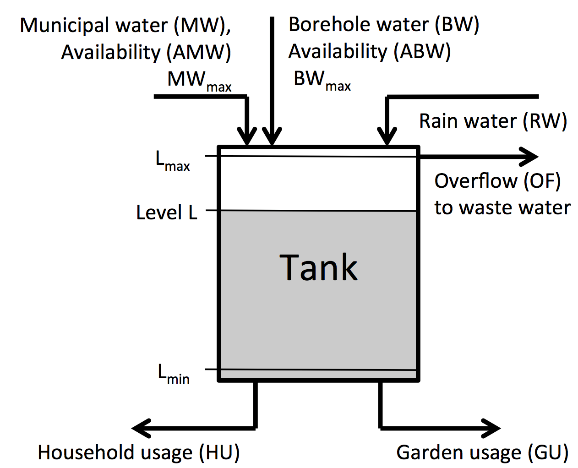 Municipal water (MW),
Availability (AMW)
MWmax
Borehole water (BW)
Availability (ABW)
BWmax
Rain water (RW)
Lmax
Overflow (OF)
to waste water
Level L
Tank
Lmin
Household usage (HU)
Garden usage (GU)